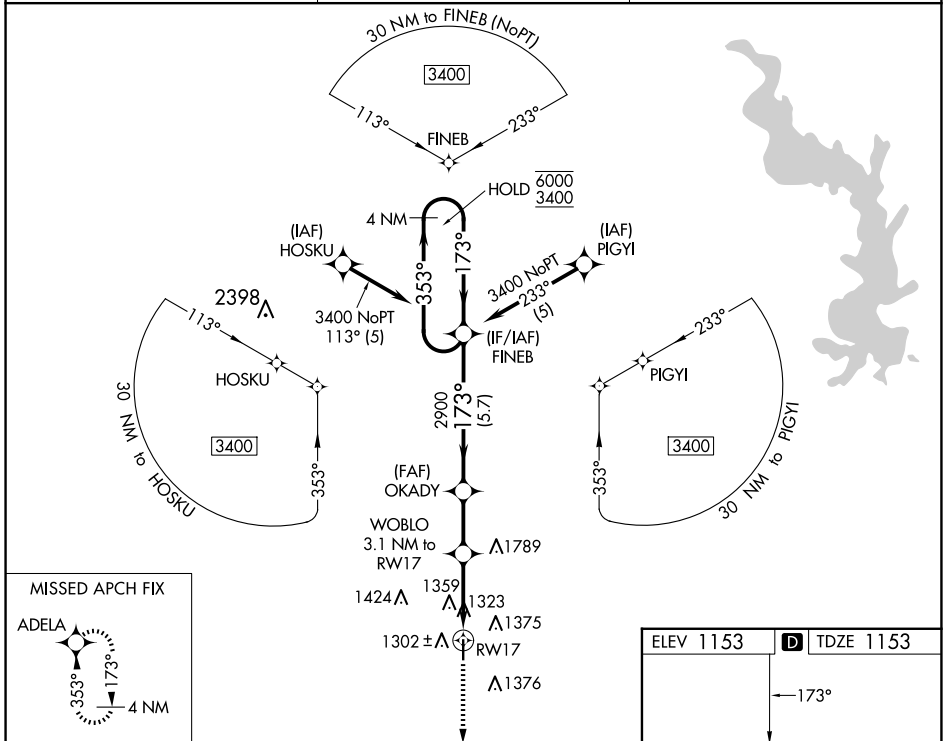 30 NM to FINEB (NoPT)
3400
113°
233°
FINEB
HOLD 6000
3400
4 NM
(IAF)
HOSKU
(IAF)
PIGYI
353°
173°
3400 NoPT
113° (5)
3400 NoPT
233°
(5)
2398
(IF/IAF)
FINEB
113°
HOSKU
353°
3400
30 NM to HOSKU
233°
PIGYI
353°
3400
30 NM to PIGYI
2900
173°
(5.7)
(FAF)
OKADY
WOBLO
3.1 NM to
RW17
1789
1359
1424
1323
1375
1302 ±
RW17
1376
MISSED APCH FIX
ADELA
353°
173°
4 NM
ELEV 1153 D TDZE 1153
173°